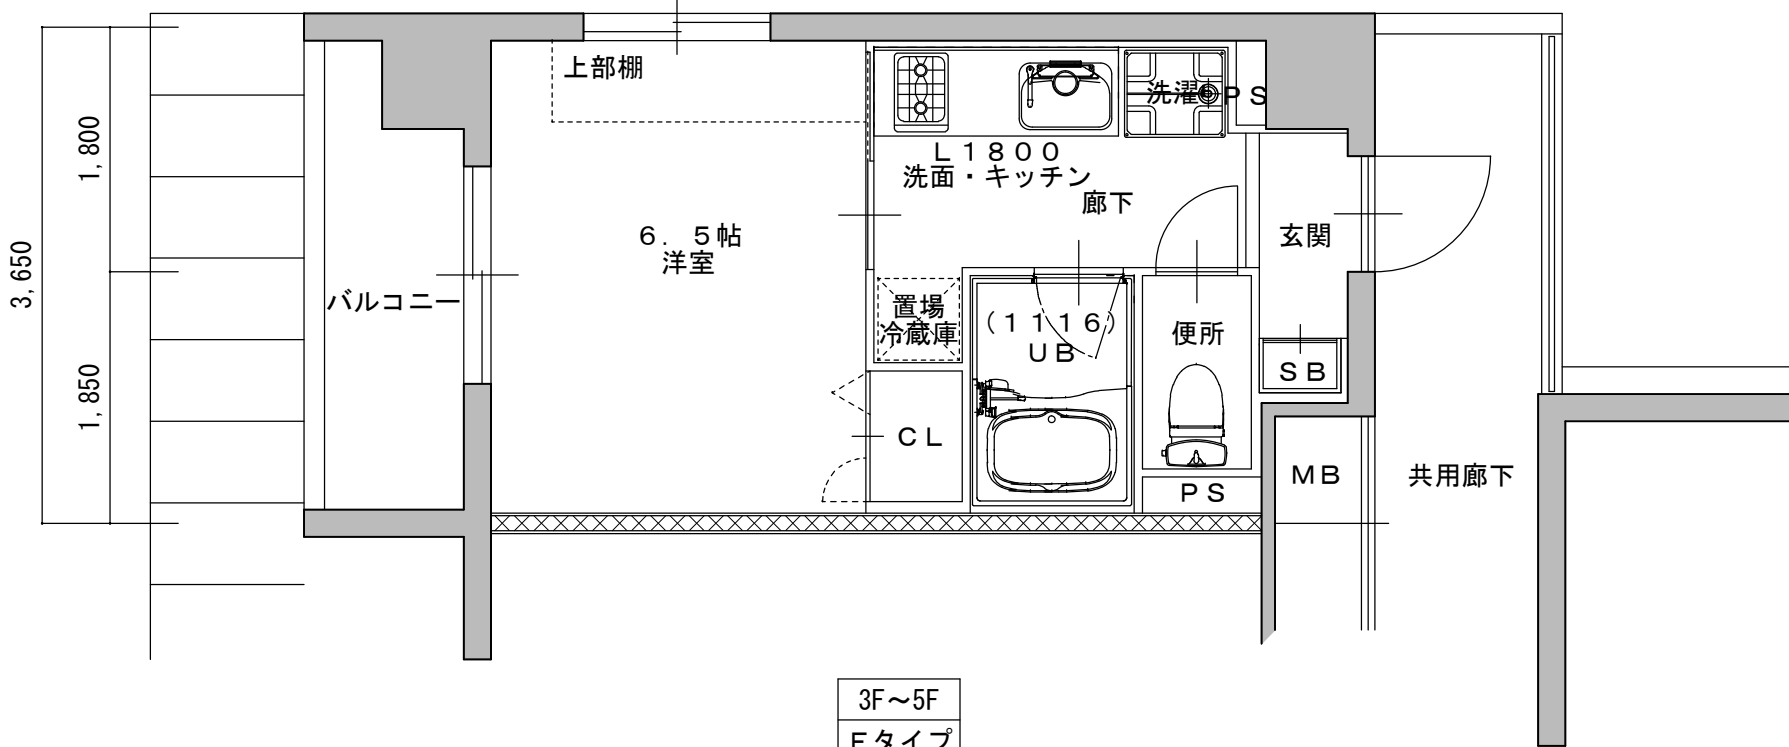 上部棚
洗濯
PS
L1800
洗面・キッチン
廊下
1,800
3,650
1,850
6.5帖
洋室
玄関
バルコニー
置場
冷蔵庫
(1116)
UB
便所
SB
CL
PS
MB
共用廊下
3F～5F
Eタイプ